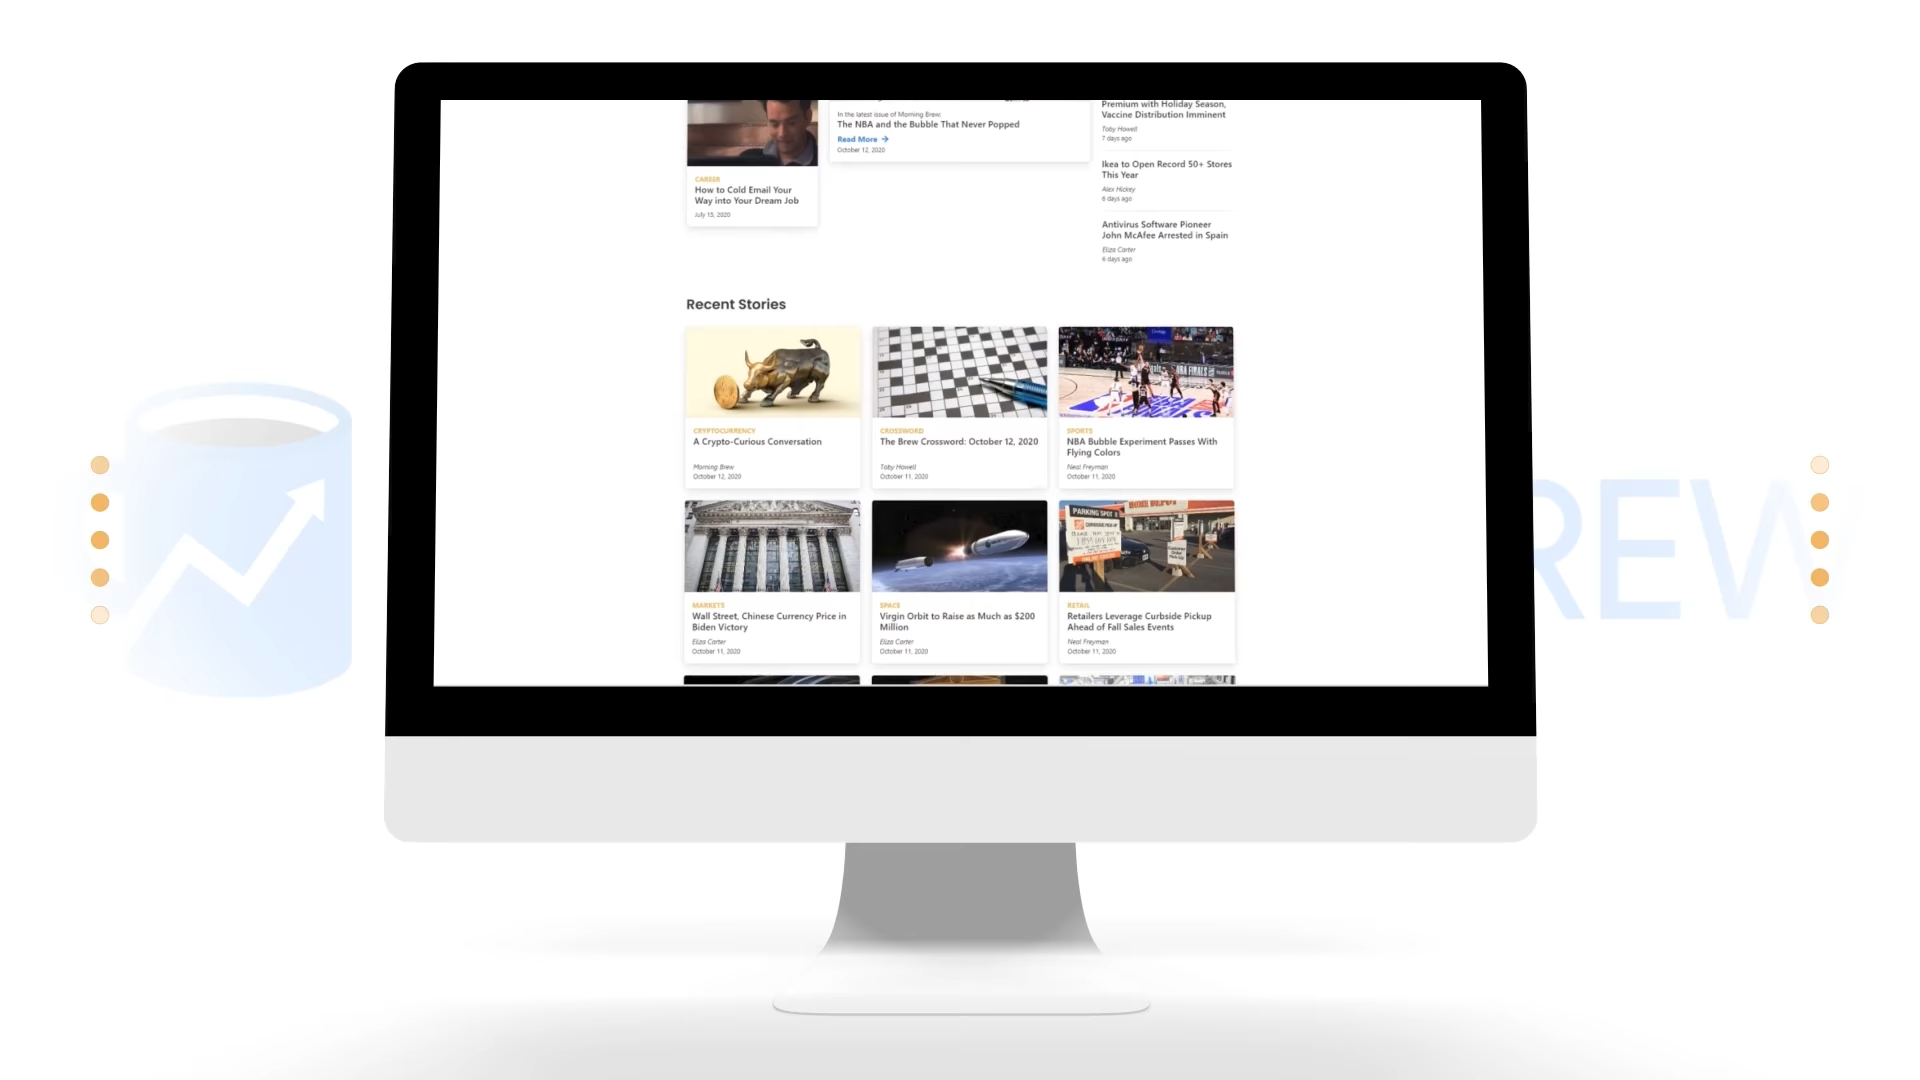 In the latest issue of Morning Brew:
The NBA and the Bubble That Never Popped
Read More →
October 12, 2020
CAREER
How to Cold Email Your
Way into Your Dream Job
July 15, 2020
Premium with Holiday Season,
Vaccine Distribution Imminent
Toby Howell
7 days ago
Ikea to Open Record 50+ Stores
This Year
Alex Hickey
6 days ago
Antivirus Software Pioneer
John McAfee Arrested in Spain
Eliza Carter
6 days ago
Recent Stories
CRYPTOCURRENCY
A Crypto-Curious Conversation
Morning Brew
October 12, 2020
CROSSWORD
The Brew Crossword: October 12, 2020
Toby Howell
October 11, 2020
NBA FINALS
SPORTS
NBA Bubble Experiment Passes With
Flying Colors
Neal Freyman
October 11, 2020
MARKETS
Wall Street, Chinese Currency Price in
Biden Victory
Eliza Carter
October 11, 2020
SPACE
Virgin Orbit to Raise as Much as $200
Million
Eliza Carter
October 11, 2020
PARKING SPOT
RETAIL
Retailers Leverage Curbside Pickup
Ahead of Fall Sales Events
Neal Freyman
October 11, 2020
REW